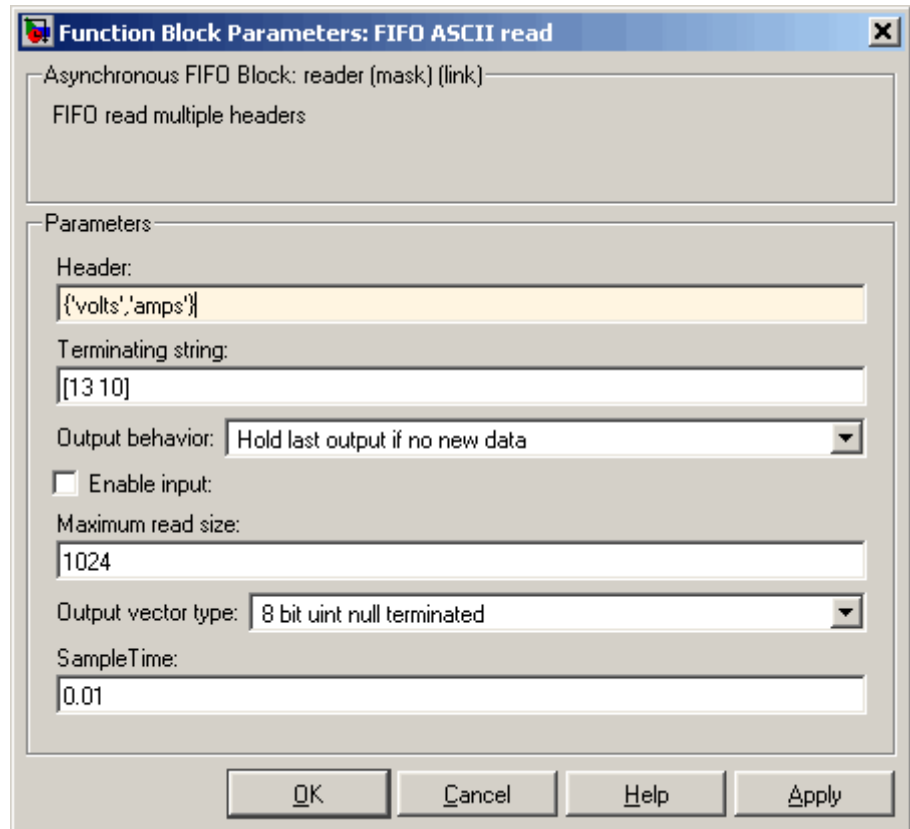 Function Block Parameters: FIFO ASCII read
Asynchronous FIFO Block: reader (mask) (link)
FIFO read multiple headers
Parameters
Header:
{'volts','amps'}
Terminating string:
[13 10]
Output behavior: Hold last output if no new data
Enable input:
Maximum read size:
1024
Output vector type: 8 bit uint null terminated
SampleTime:
0.01
OK Cancel Help Apply